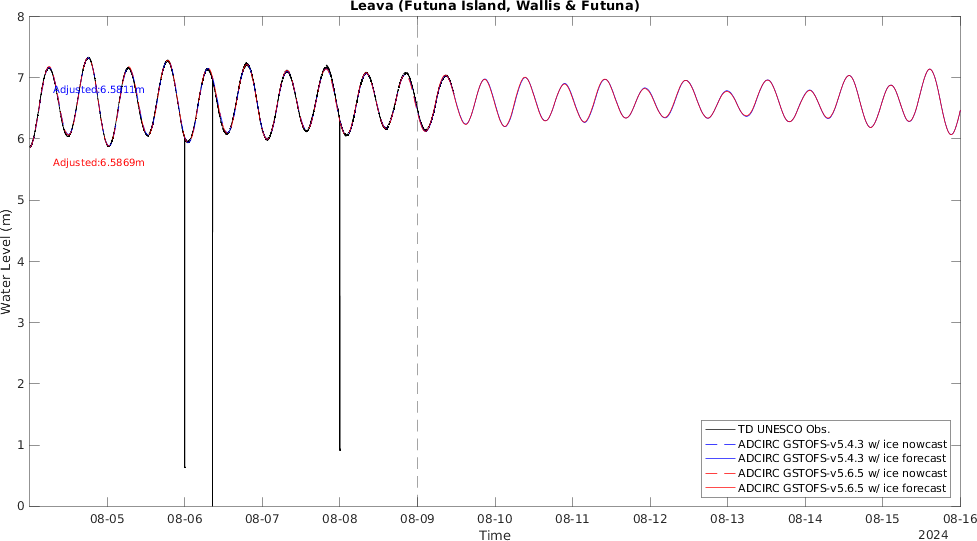 Leava (Futuna Island, Wallis & Futuna)
8
7
6
5
4
3
2
1
0
Water Level (m)
Adjusted:6.5811m
Adjusted:6.5869m
TD UNESCO Obs.
ADCIRC GSTOFS-v5.4.3 w/ ice nowcast
ADCIRC GSTOFS-v5.4.3 w/ ice forecast
ADCIRC GSTOFS-v5.6.5 w/ ice nowcast
ADCIRC GSTOFS-v5.6.5 w/ ice forecast
08-05 08-06 08-07 08-08 08-09 08-10 08-11 08-12 08-13 08-14 08-15 08-16
Time
2024